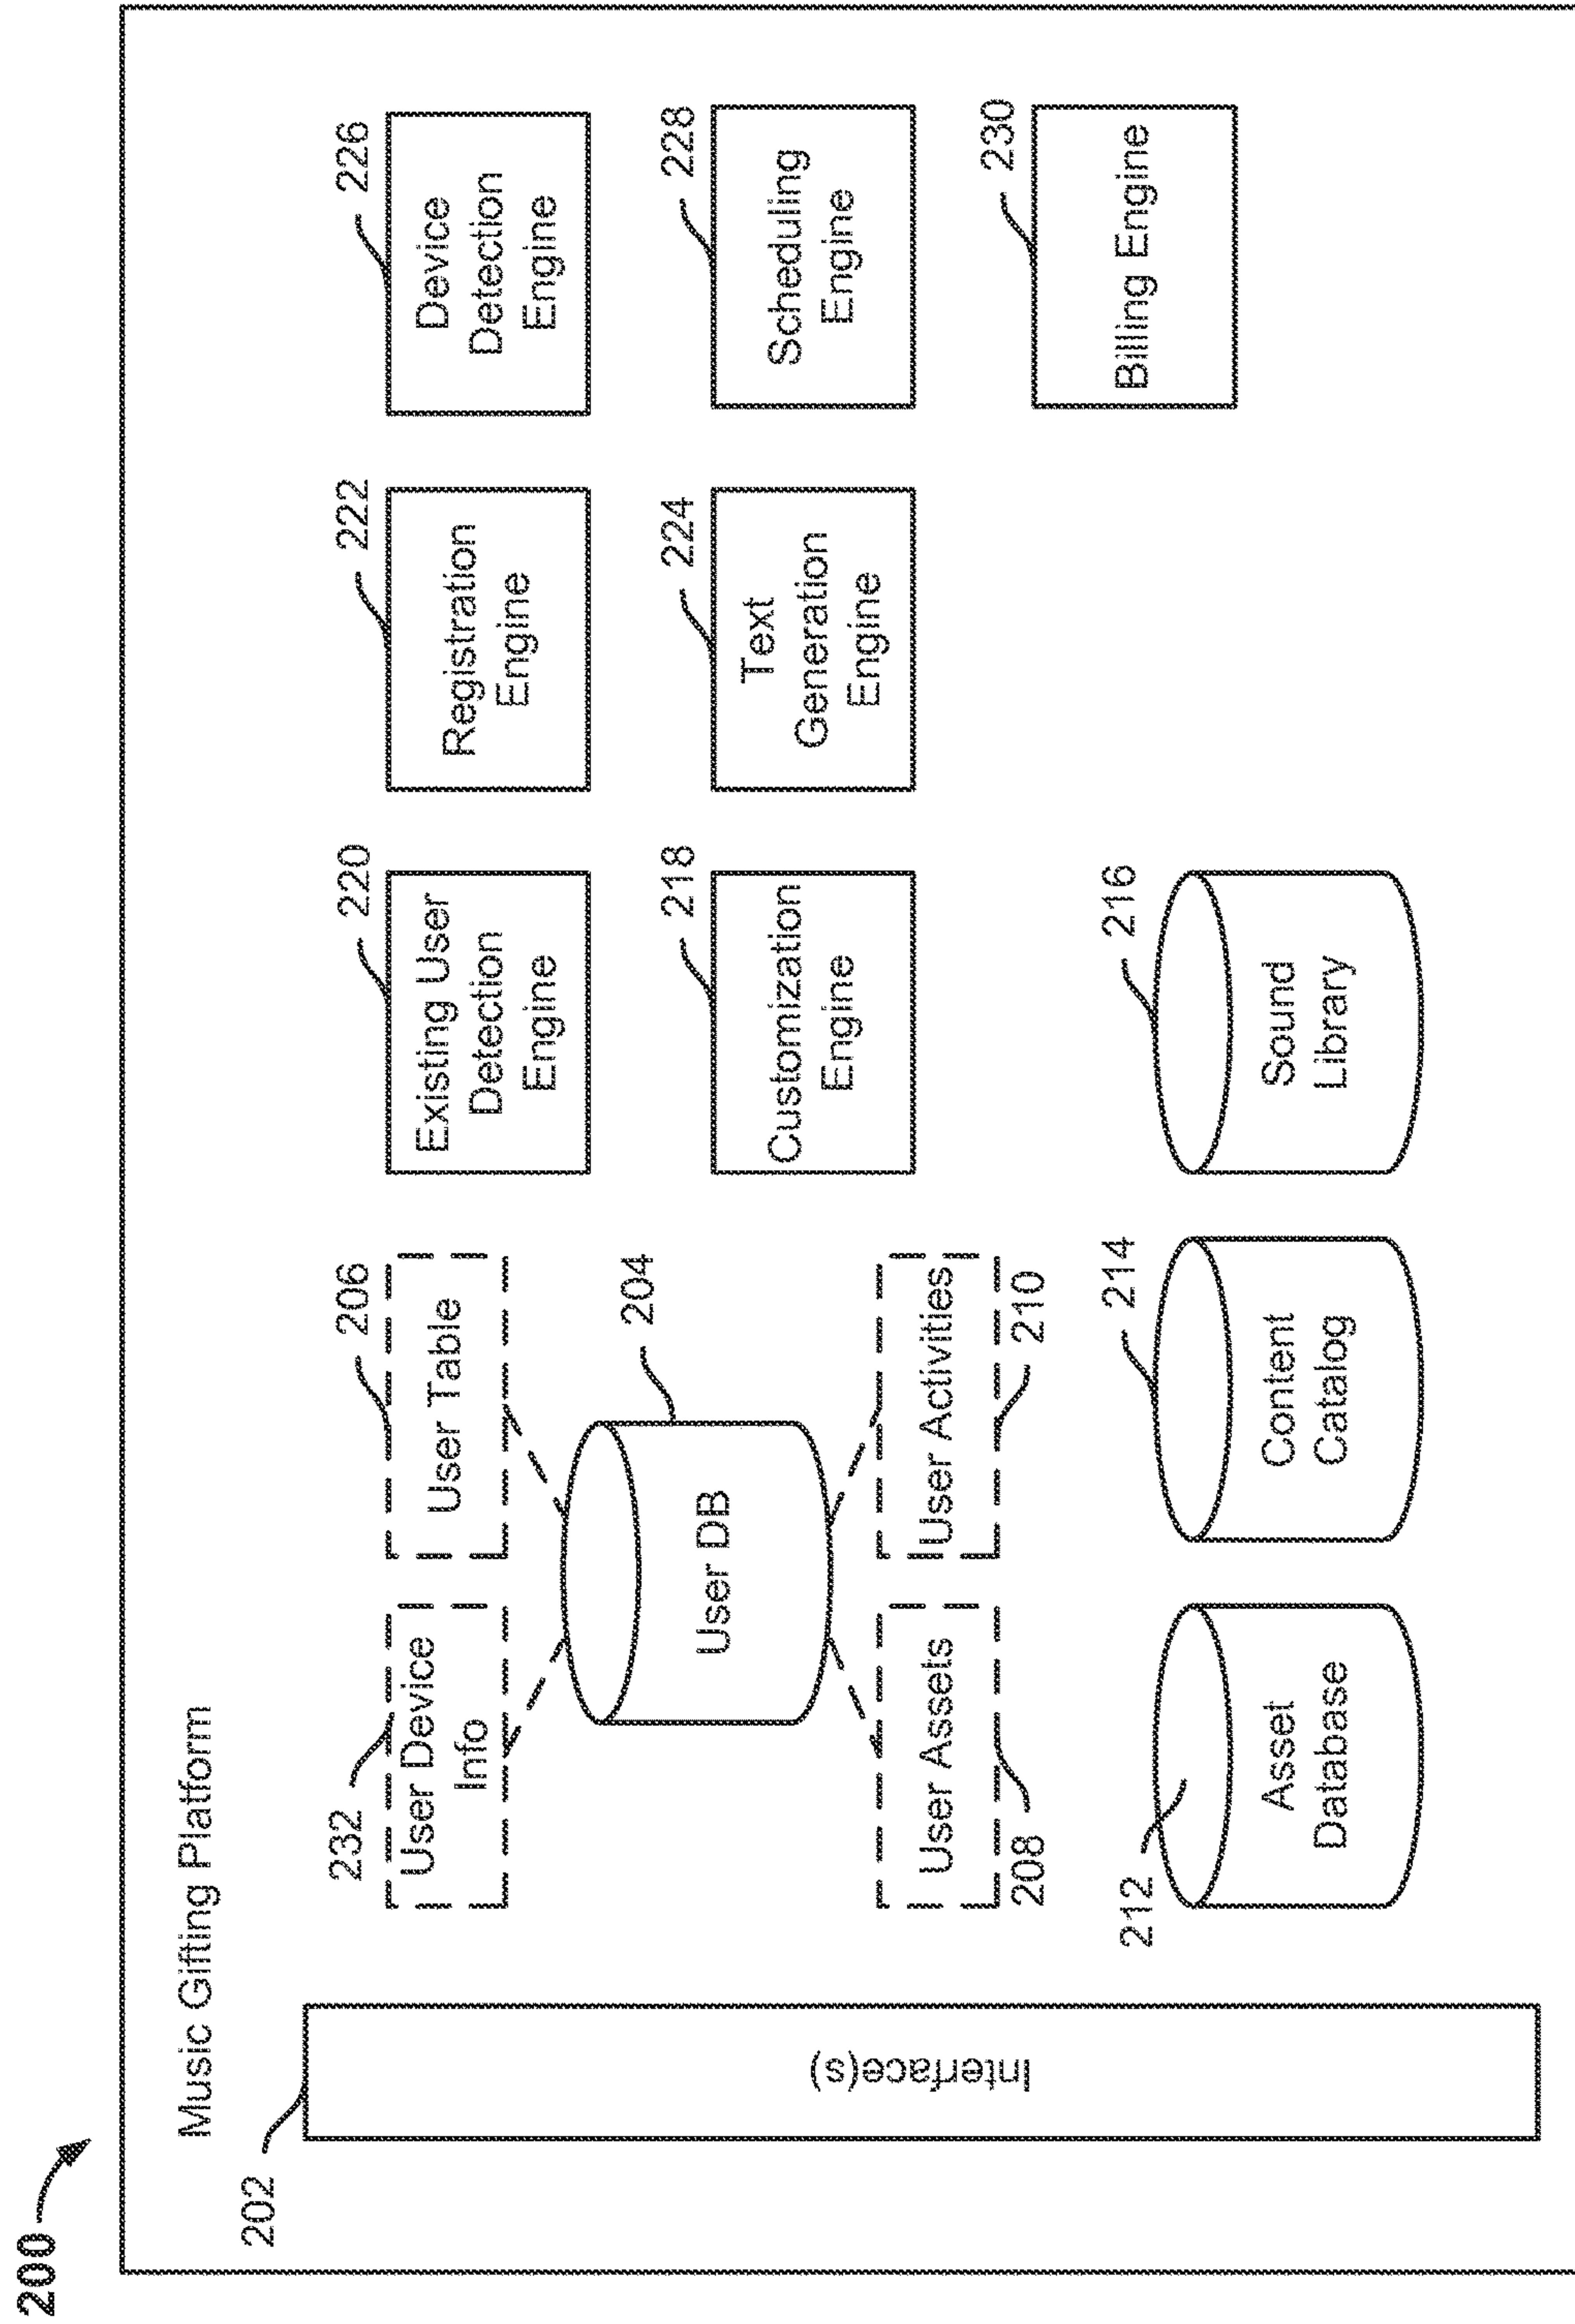 200
Music Gifting Platform
202
Interface(s)
232
User Device
Info
206
User Table
204
User DB
User Assets
208
User Activities
210
212
Asset
Database
214
Content
Catalog
216
Sound
Library
220
Existing User
Detection
Engine
222
Registration
Engine
226
Device
Detection
Engine
218
Customization
Engine
224
Text
Generation
Engine
228
Scheduling
Engine
230
Billing Engine